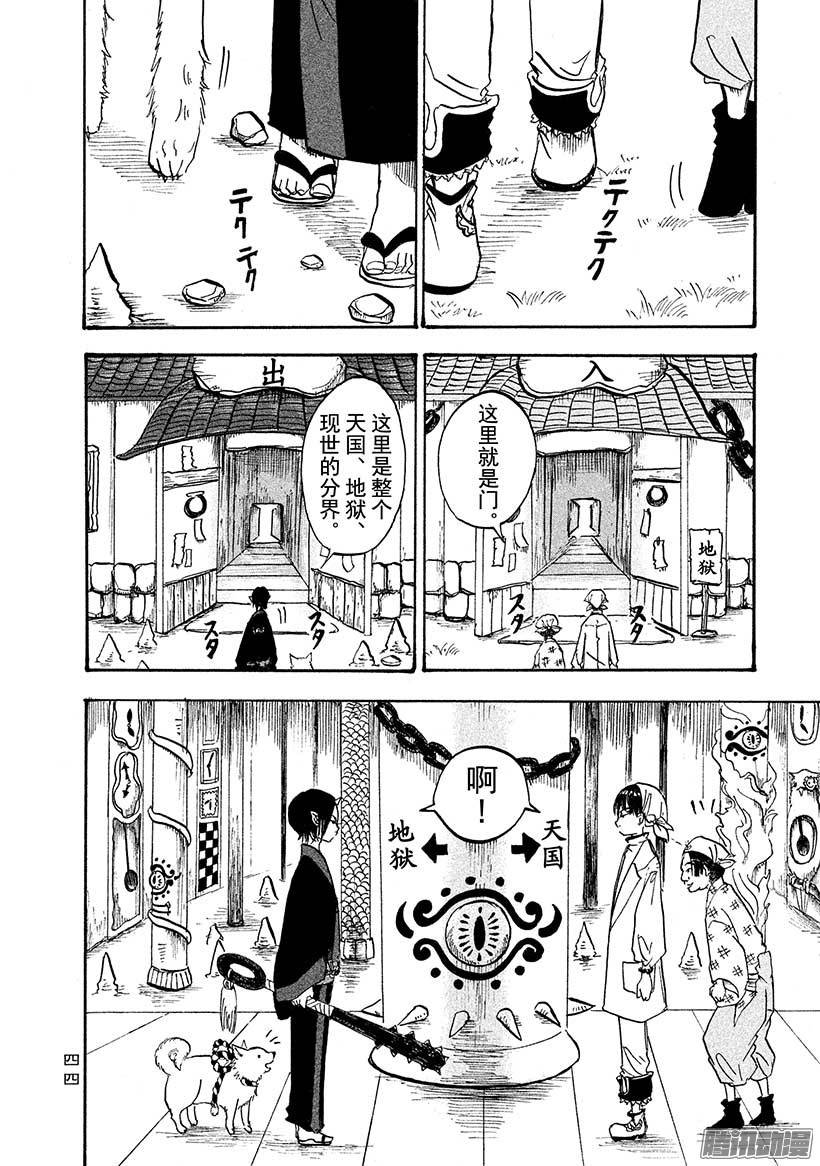 テクテク
テクテク
入
这里就是门。
地狱
スタ
スタ
出
这里是整个
天国、地狱、
现世的分界。
スタ
スタ
啊！
天国
地狱
四四
腾讯动漫